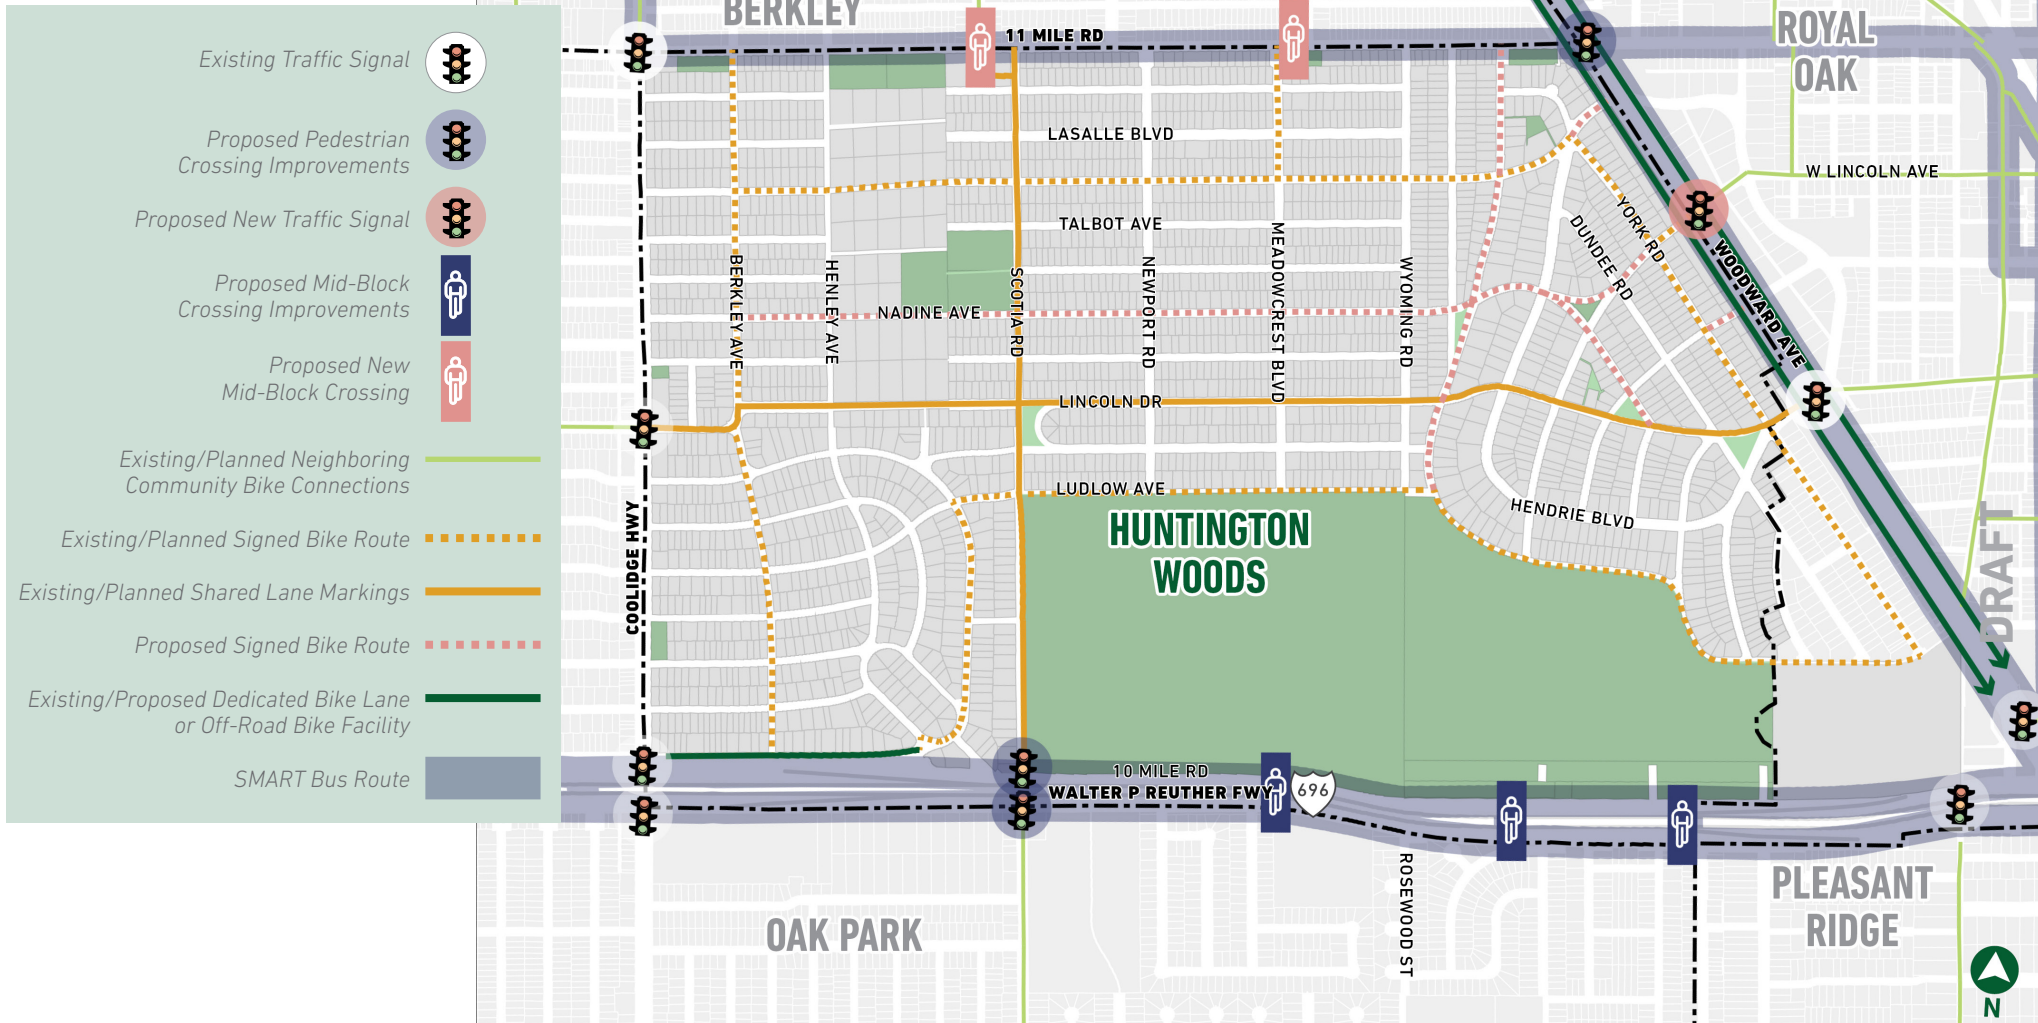 Existing Traffic Signal
Proposed Pedestrian
Crossing Improvements
Proposed New Traffic Signal
Proposed Mid-Block
Crossing Improvements
Proposed New
Mid-Block Crossing
Existing/Planned Neighboring
Community Bike Connections
Existing/Planned Signed Bike Route
Existing/Planned Shared Lane Markings
Proposed Signed Bike Route
Existing/Proposed Dedicated Bike Lane
or Off-Road Bike Facility
SMART Bus Route
BERKLEY
11 MILE RD
ROYAL
OAK
LASALLE BLVD
W LINCOLN AVE
TALBOT AVE
YORK RD
DUNDEE RD
WOODWARD AVE
BERKLEY AVE
HENLEY AVE
SCOTIA RD
NEWPORT RD
MEADOWCREST BLVD
WYOMING RD
NADINE AVE
LINCOLN DR
LUDLOW AVE
HENDRIE BLVD
HUNTINGTON
WOODS
COOLIDGE HWY
DRAFT
10 MILE RD
WALTER P REUTHER FWY
696
ROSEWOOD ST
OAK PARK
PLEASANT
RIDGE
N